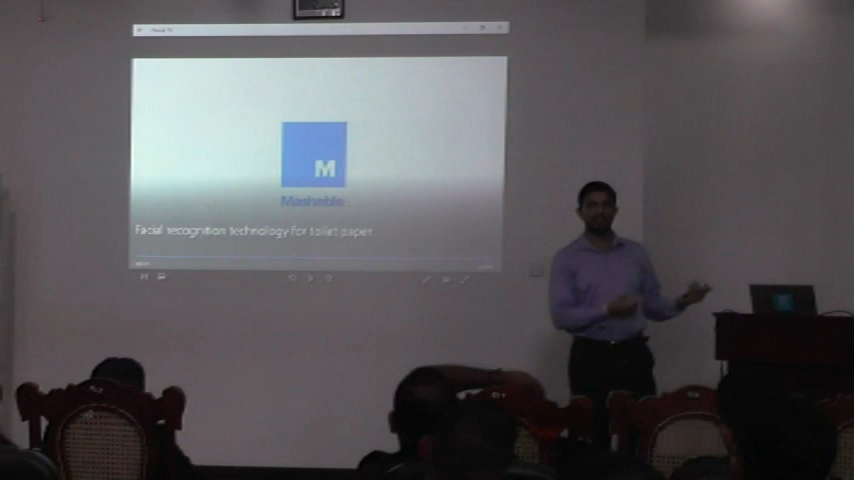 M
Mashable
Facial recognition technology for toilet paper